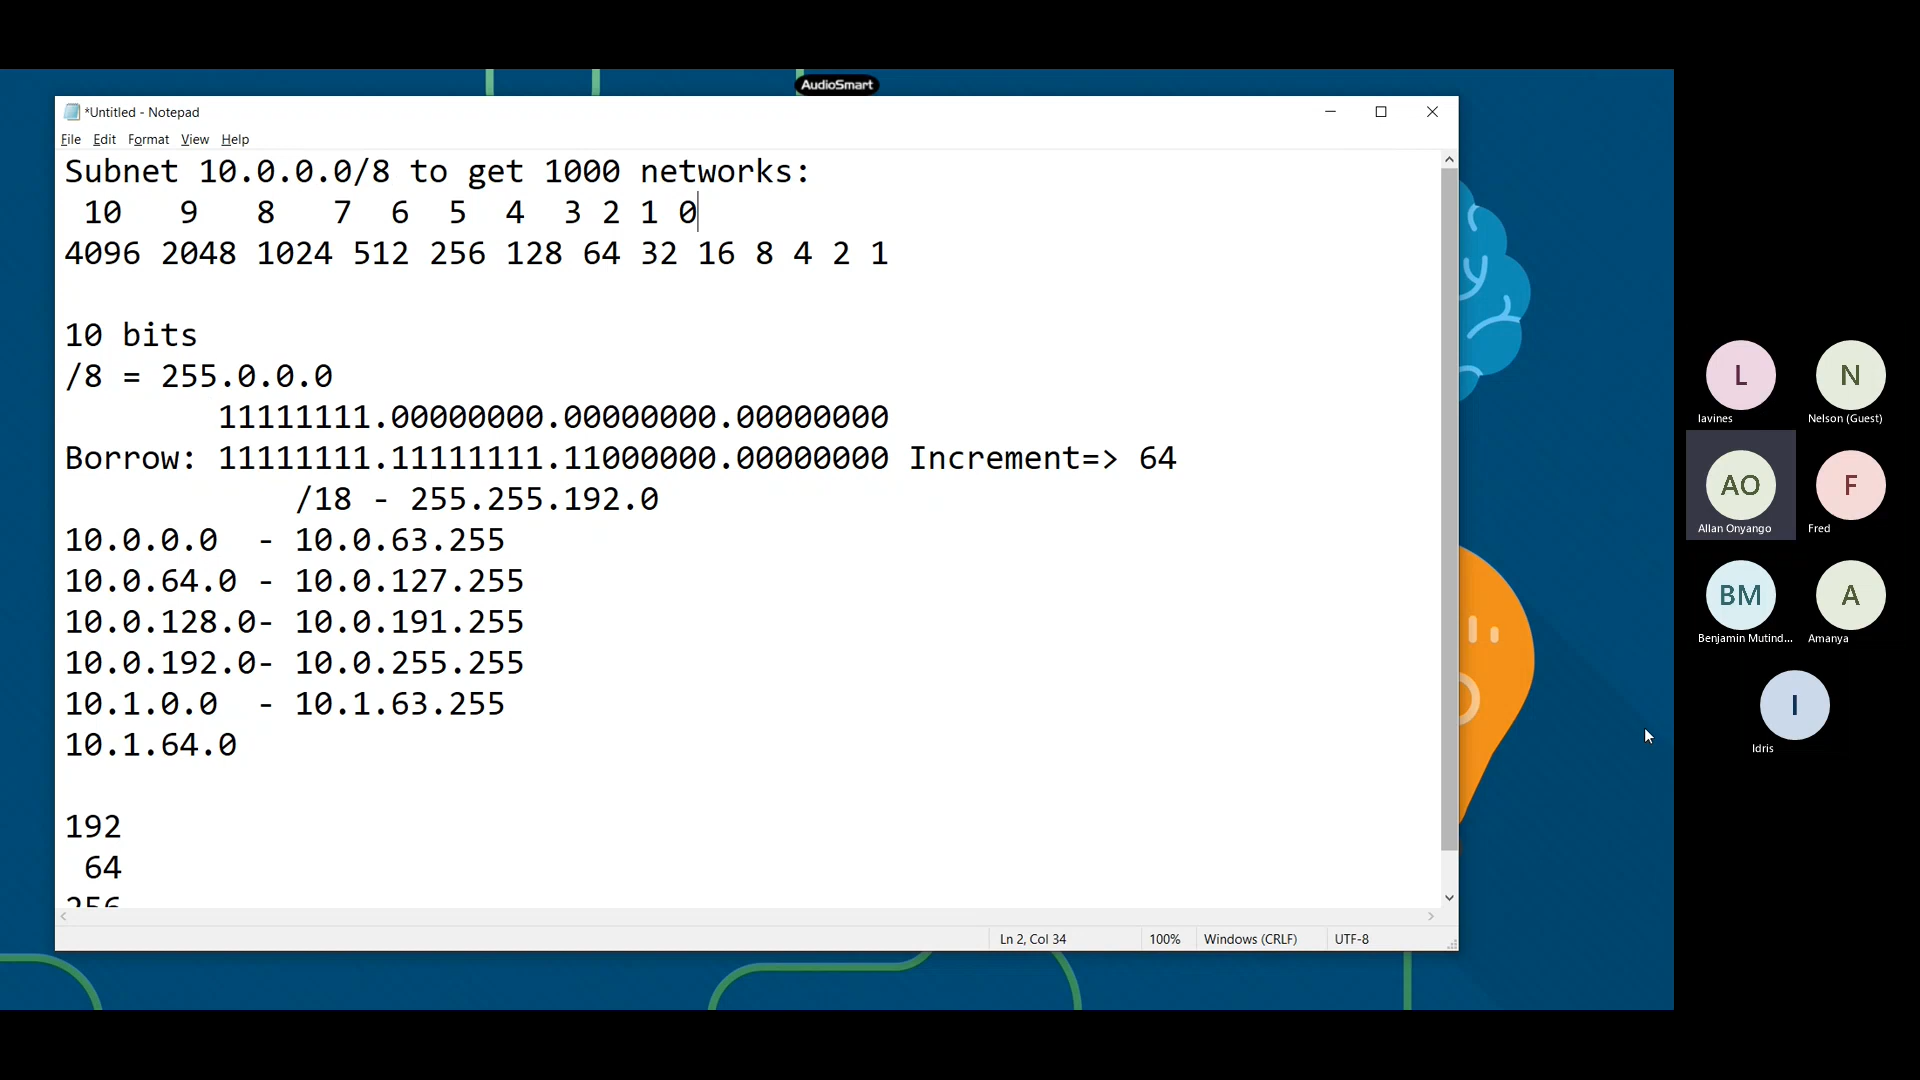 AudioSmart
*Untitled - Notepad
File Edit Format View Help
Subnet 10.0.0.0/8 to get 1000 networks:
10 9 8 7 6 5 4 3 2 1 0
4096 2048 1024 512 256 128 64 32 16 8 4 2 1
10 bits
/8 = 255.0.0.0
11111111.00000000.00000000.00000000
Borrow: 11111111.11111111.11000000.00000000 Increment=> 64
/18 - 255.255.192.0
10.0.0.0 - 10.0.63.255
10.0.64.0 - 10.0.127.255
10.0.128.0- 10.0.191.255
10.0.192.0- 10.0.255.255
10.1.0.0 - 10.1.63.255
10.1.64.0
192
64
256
Ln 2, Col 34 100% Windows (CRLF) UTF-8
L N
lavines Nelson (Guest)
AO F
Allan Onyango Fred
BM A
Benjamin Mutind... Amanya
I
Idris